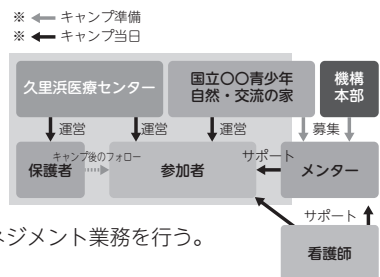 ※ ← キャンプ準備
※ ← キャンプ当日
久里浜医療センター
国立〇〇青少年
自然・交流の家
機構
本部
運営
運営
運営
募集
キャンプ後のフォロー
サポート
保護者
参加者
メンター
サポート
ネジメント業務を行う。
看護師